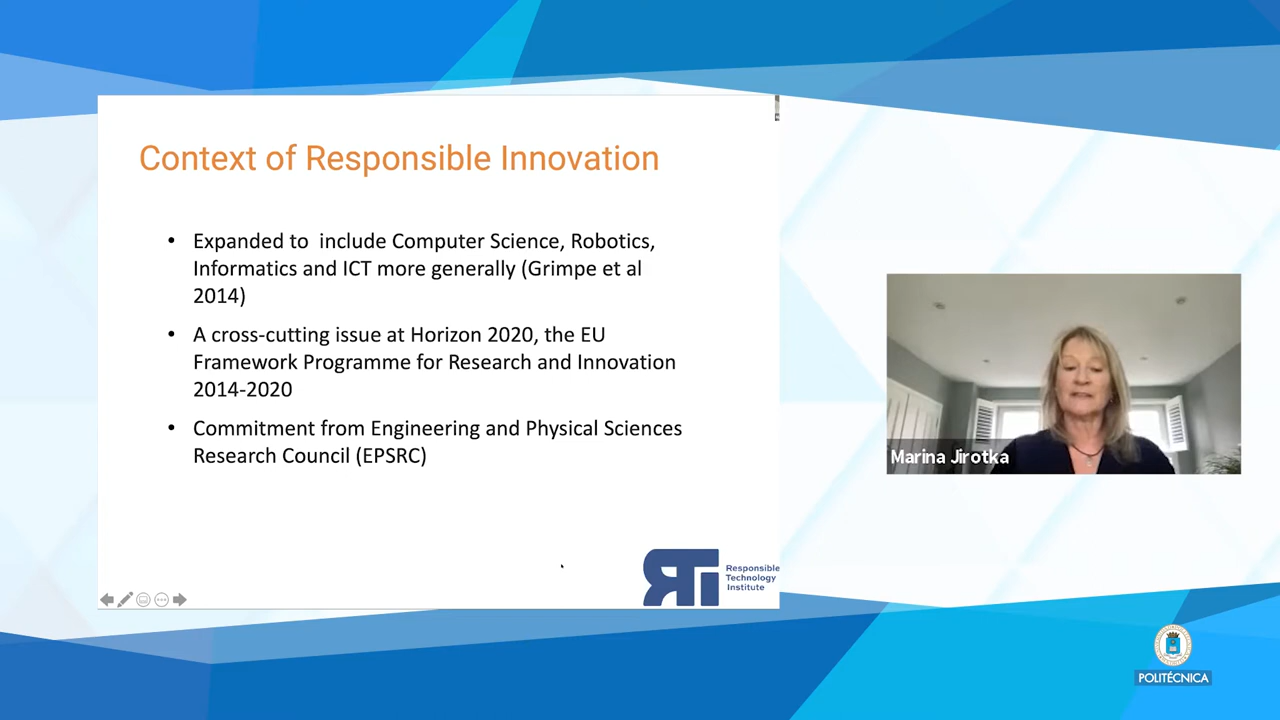 Context of Responsible Innovation
• Expanded to  include Computer Science, Robotics,
Informatics and ICT more generally (Grimpe et al
2014)
• A cross-cutting issue at Horizon 2020, the EU
Framework Programme for Research and Innovation
2014-2020
• Commitment from Engineering and Physical Sciences
Research Council (EPSRC)
RTI
Responsible
Technology
Institute
Marina Jirotka
POLITÉCNICA